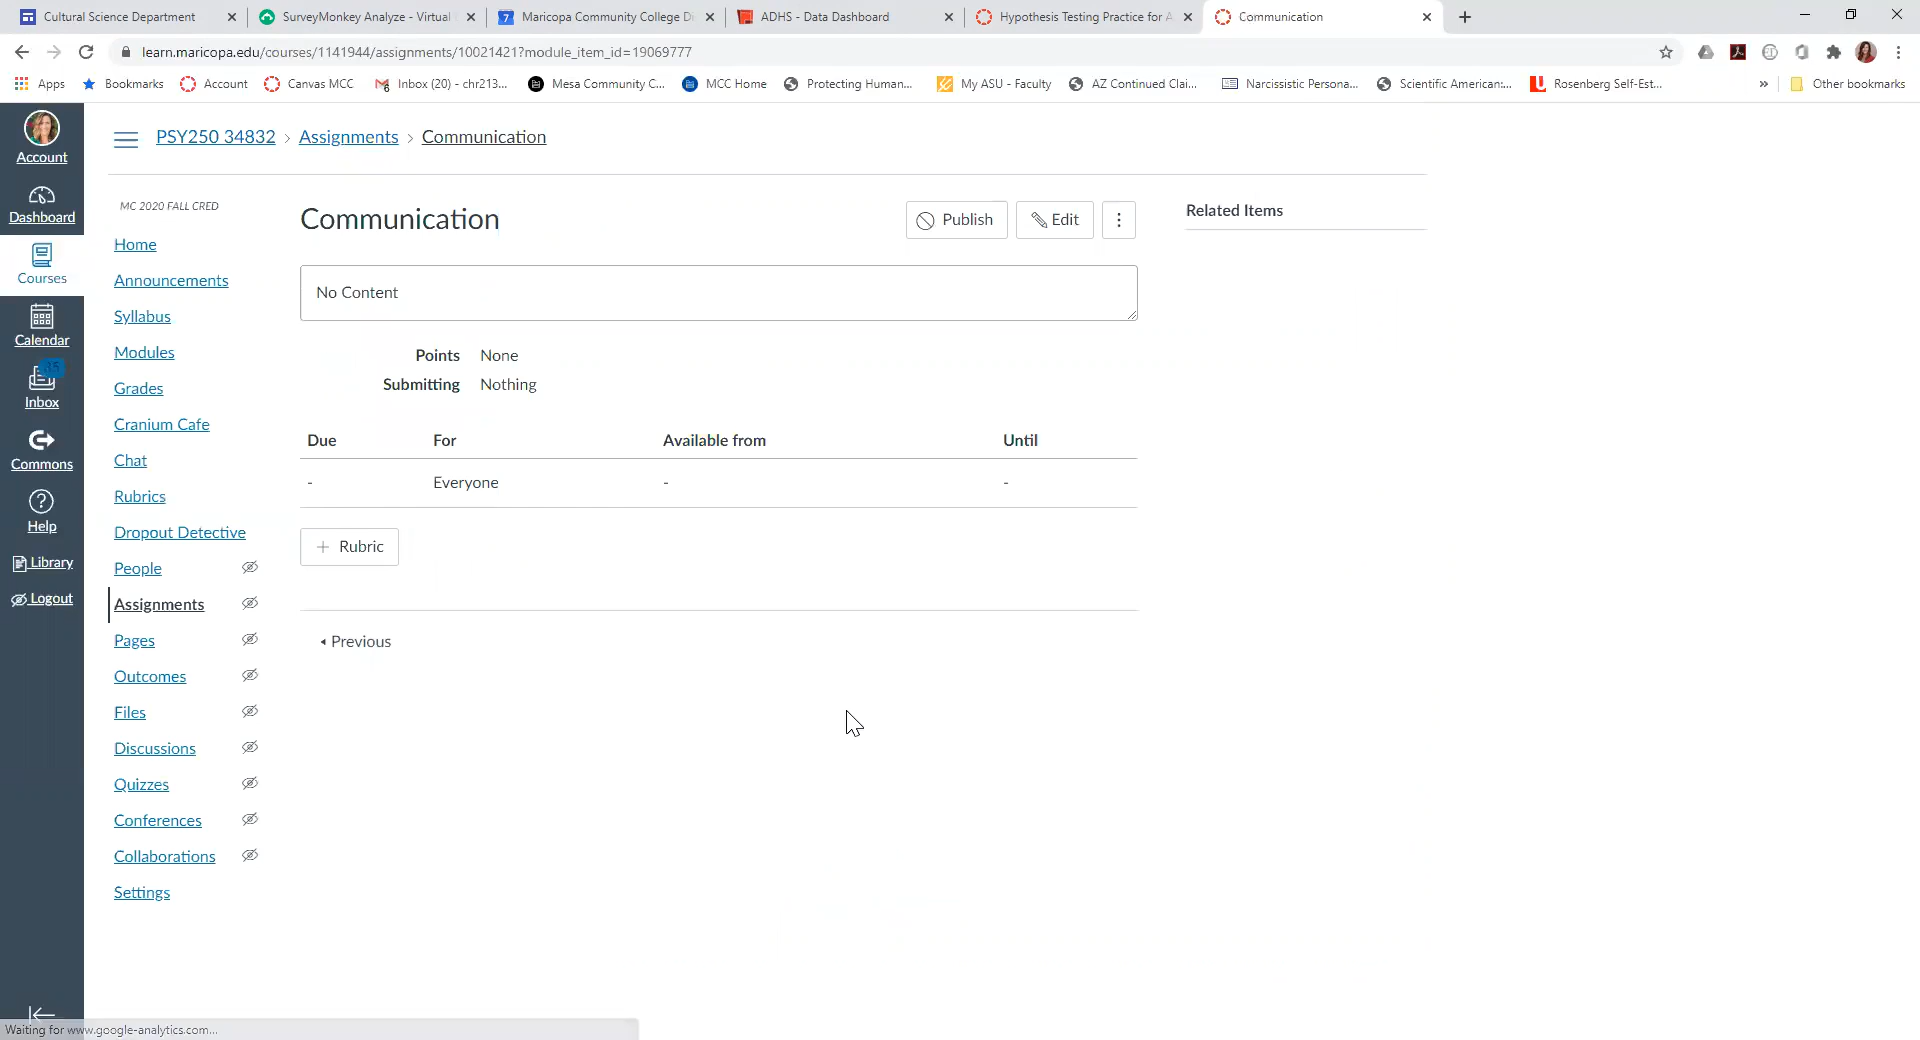 Cultural Science Department
SurveyMonkey Analyze - Virtual
Maricopa Community College Di
ADHS - Data Dashboard
Hypothesis Testing Practice for A
Communication
learn.maricopa.edu/courses/1141944/assignments/10021421?module_item_id=19069777
Apps
Bookmarks
Account
Canvas MCC
Inbox (20) - chr213...
Mesa Community C...
MCC Home
Protecting Human...
My ASU - Faculty
AZ Continued Clai...
Narcissistic Persona...
Scientific American:...
Rosenberg Self-Est...
»
Other bookmarks
Account
Dashboard
Courses
Calendar
85
Inbox
Commons
Help
Library
Logout
PSY250 34832 › Assignments › Communication
MC 2020 FALL CRED
Home
Announcements
Syllabus
Modules
Grades
Cranium Cafe
Chat
Rubrics
Dropout Detective
People
Assignments
Pages
Outcomes
Files
Discussions
Quizzes
Conferences
Collaborations
Settings
Communication
Publish
Edit
No Content
Points None
Submitting Nothing
Due For Available from Until
- Everyone - -
+ Rubric
Previous
Related Items
Waiting for www.google-analytics.com...